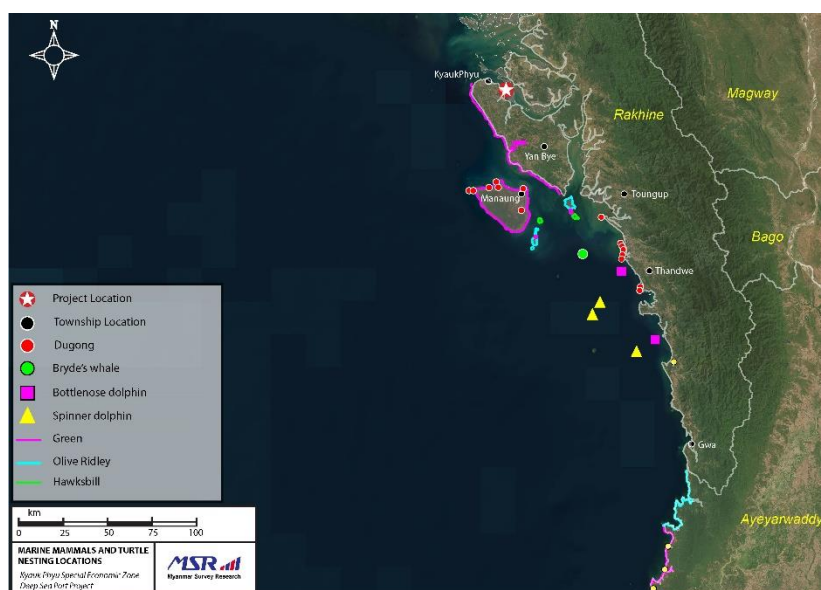 N
KyaukPhyu
Rakhine
Magway
Yan Bye
Toungup
Manaung
Bago
Thandwe
Gwa
Ayeyarwaddy
Project Location
Township Location
Dugong
Bryde's whale
Bottlenose dolphin
Spinner dolphin
Green
Olive Ridley
Hawksbill
km
0 25 50 75 100
MARINE MAMMALS AND TURTLE
NESTING LOCATIONS
Kyauk Phyu Special Economic Zone
Deep Sea Port Project
MSR
Myanmar Survey Research